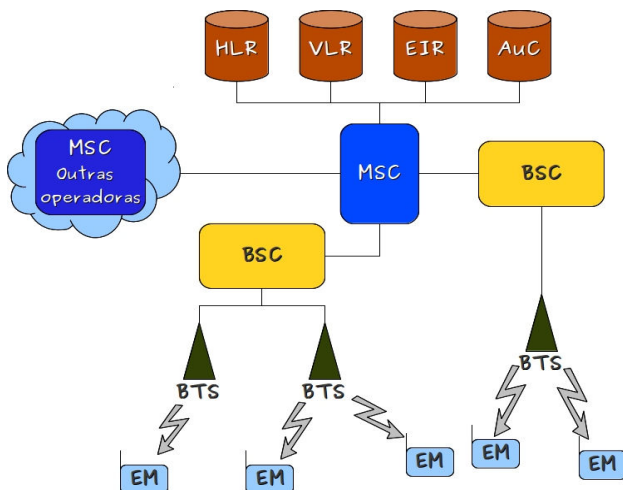 HLR
VLR
EIR
AuC
MSC
Outras
operadoras
MSC
BSC
BSC
BTS
BTS
BTS
EM
EM
EM
EM
EM